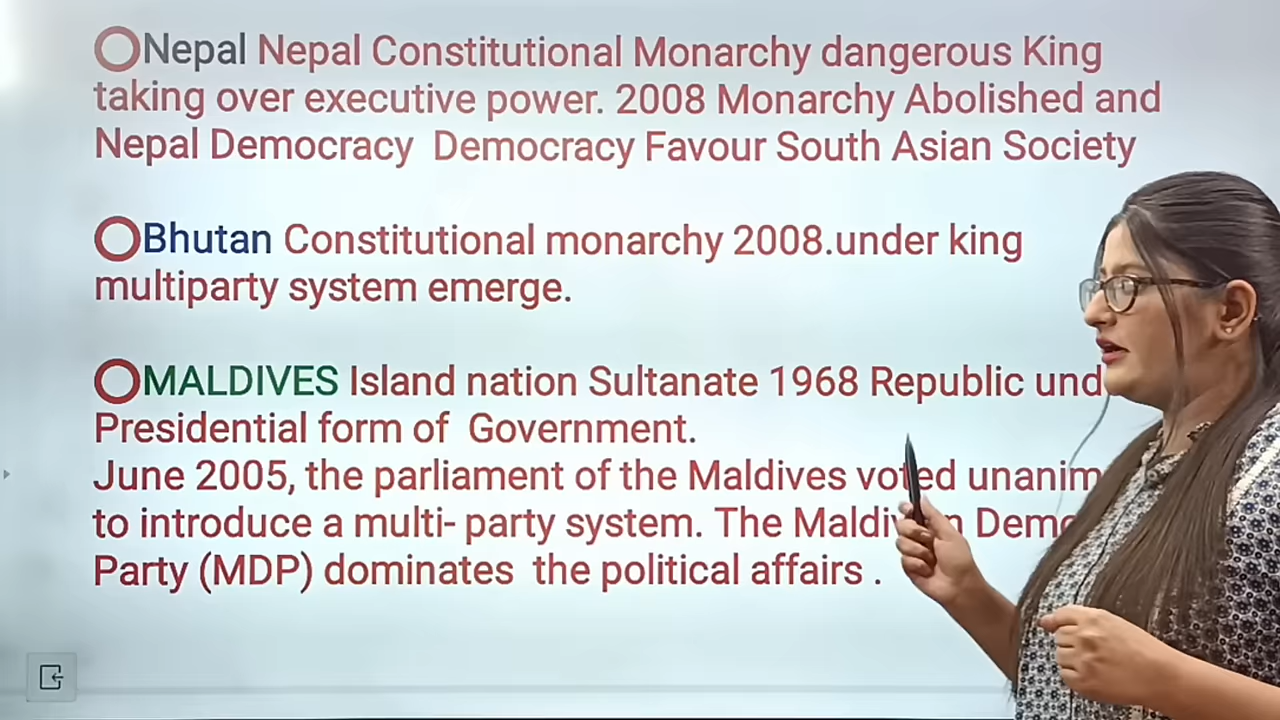 Nepal Nepal Constitutional Monarchy dangerous King
taking over executive power. 2008 Monarchy Abolished and
Nepal Democracy Democracy Favour South Asian Society
Bhutan Constitutional monarchy 2008.under king
multiparty system emerge.
MALDIVES Island nation Sultanate 1968 Republic
Presidential form of Government.
June 2005, the parliament of the Maldives voted
to introduce a multi- party system. The
Party (MDP) dominates the political affairs .